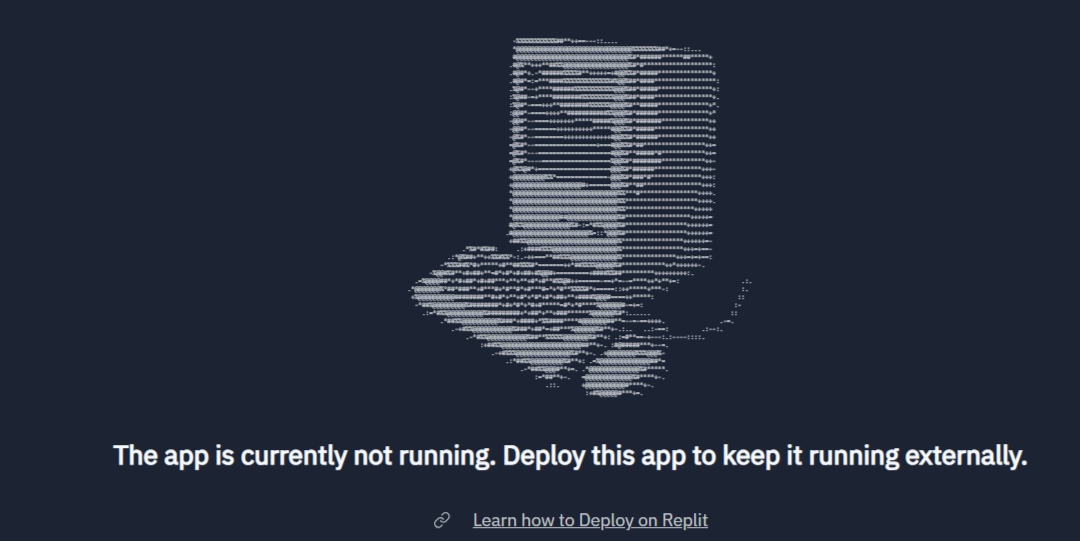 The app is currently not running. Deploy this app to keep it running externally.
Learn how to Deploy on Replit